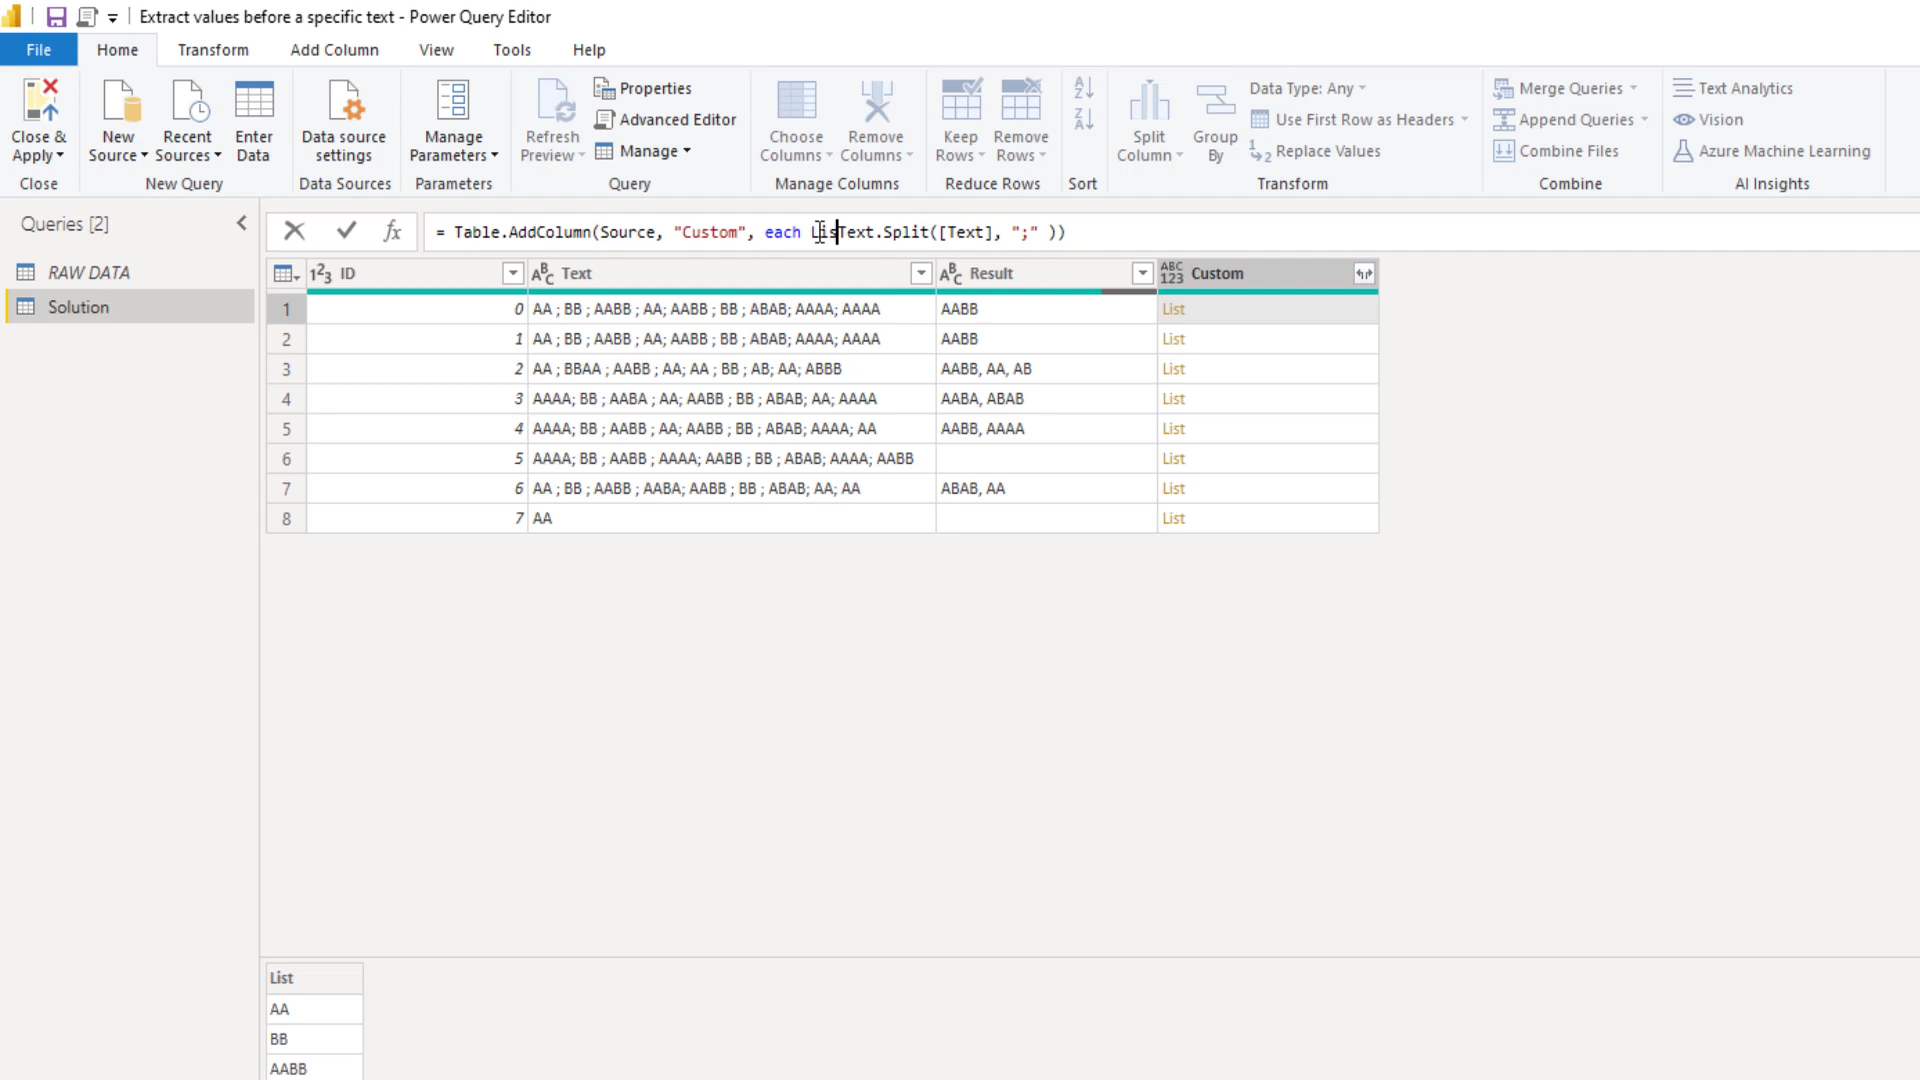 Extract values before a specific text - Power Query Editor
File Home Transform Add Column View Tools Help
Close & Apply
New Source
Recent Sources
Enter Data
Data source settings
Manage Parameters
Refresh Preview
Properties
Advanced Editor
Manage
Choose Columns
Remove Columns
Keep Rows
Remove Rows
Split Column
Group By
Data Type: Any
Use First Row as Headers
Replace Values
Merge Queries
Append Queries
Combine Files
Text Analytics
Vision
Azure Machine Learning
Close New Query Data Sources Parameters Query Manage Columns Reduce Rows Sort Transform Combine AI Insights
Queries [2]
= Table.AddColumn(Source, "Custom", each LisText.Split([Text], ";" ))
RAW DATA
Solution
ID Text Result Custom
1 0 AA ; BB ; AABB ; AA; AABB ; BB ; ABAB; AAAA; AAAA AABB List
2 1 AA ; BB ; AABB ; AA; AABB ; BB ; ABAB; AAAA; AAAA AABB List
3 2 AA ; BBAA ; AABB ; AA; AA ; BB ; AB; AA; ABBB AABB, AA, AB List
4 3 AAAA; BB ; AABA ; AA; AABB ; BB ; ABAB; AA; AAAA AABA, ABAB List
5 4 AAAA; BB ; AABB ; AA; AABB ; BB ; ABAB; AAAA; AA AABB, AAAA List
6 5 AAAA; BB ; AABB ; AAAA; AABB ; BB ; ABAB; AAAA; AABB List
7 6 AA ; BB ; AABB ; AABA; AABB ; BB ; ABAB; AA; AA ABAB, AA List
8 7 AA List
List
AA
BB
AABB